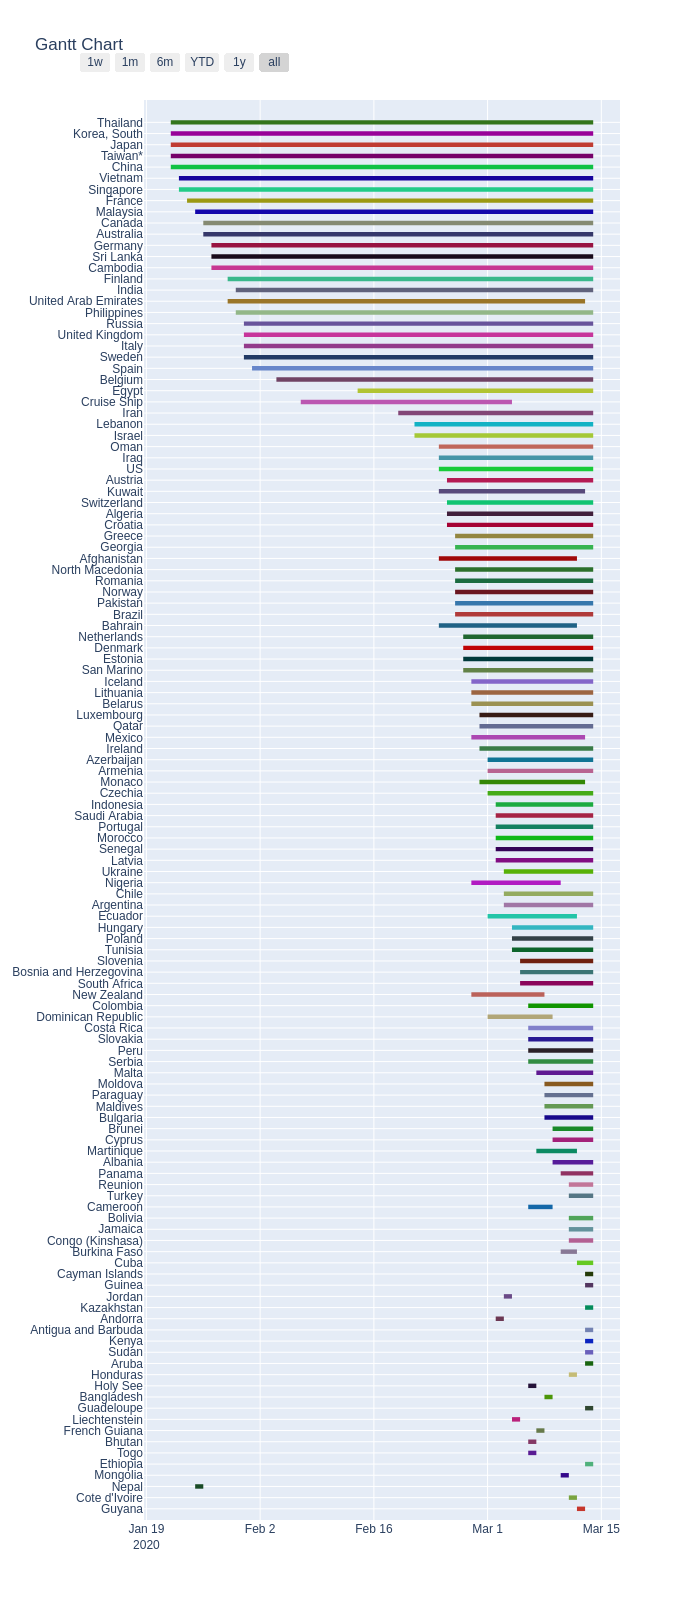 Gantt Chart
1w 1m 6m YTD 1y all
Thailand
Korea, South
Japan
Taiwan*
China
Vietnam
Singapore
France
Malaysia
Canada
Australia
Germany
Sri Lanka
Cambodia
Finland
India
United Arab Emirates
Philippines
Russia
United Kingdom
Italy
Sweden
Spain
Belgium
Egypt
Cruise Ship
Iran
Lebanon
Israel
Oman
Iraq
US
Austria
Kuwait
Switzerland
Algeria
Croatia
Greece
Georgia
Afghanistan
North Macedonia
Romania
Norway
Pakistan
Brazil
Bahrain
Netherlands
Denmark
Estonia
San Marino
Iceland
Lithuania
Belarus
Luxembourg
Qatar
Mexico
Ireland
Azerbaijan
Armenia
Monaco
Czechia
Indonesia
Saudi Arabia
Portugal
Morocco
Senegal
Latvia
Ukraine
Nigeria
Chile
Argentina
Ecuador
Hungary
Poland
Tunisia
Slovenia
Bosnia and Herzegovina
South Africa
New Zealand
Colombia
Dominican Republic
Costa Rica
Slovakia
Peru
Serbia
Malta
Moldova
Paraguay
Maldives
Bulgaria
Brunei
Cyprus
Martinique
Albania
Panama
Reunion
Turkey
Cameroon
Bolivia
Jamaica
Congo (Kinshasa)
Burkina Faso
Cuba
Cayman Islands
Guinea
Jordan
Kazakhstan
Andorra
Antigua and Barbuda
Kenya
Sudan
Aruba
Honduras
Holy See
Bangladesh
Guadeloupe
Liechtenstein
French Guiana
Bhutan
Togo
Ethiopia
Mongolia
Nepal
Cote d'Ivoire
Guyana
Jan 19 Feb 2 Feb 16 Mar 1 Mar 15
2020